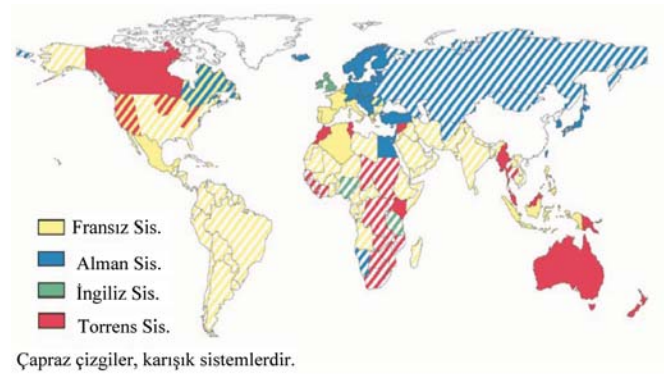 Fransız Sis.
Alman Sis.
İngiliz Sis.
Torrens Sis.
Çapraz çizgiler, karışık sistemlerdir.